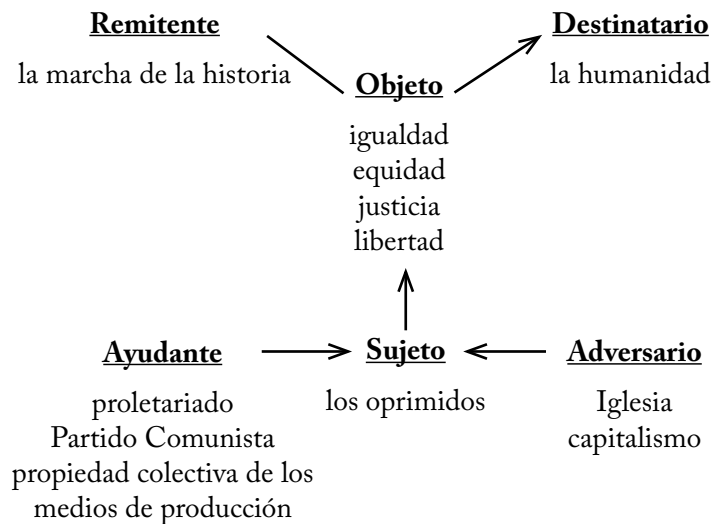 Remitente
la marcha de la historia
Destinatario
la humanidad
Objeto
igualdad
equidad
justicia
libertad
Ayudante
proletariado
Partido Comunista
propiedad colectiva de los
medios de producción
Sujeto
los oprimidos
Adversario
Iglesia
capitalismo